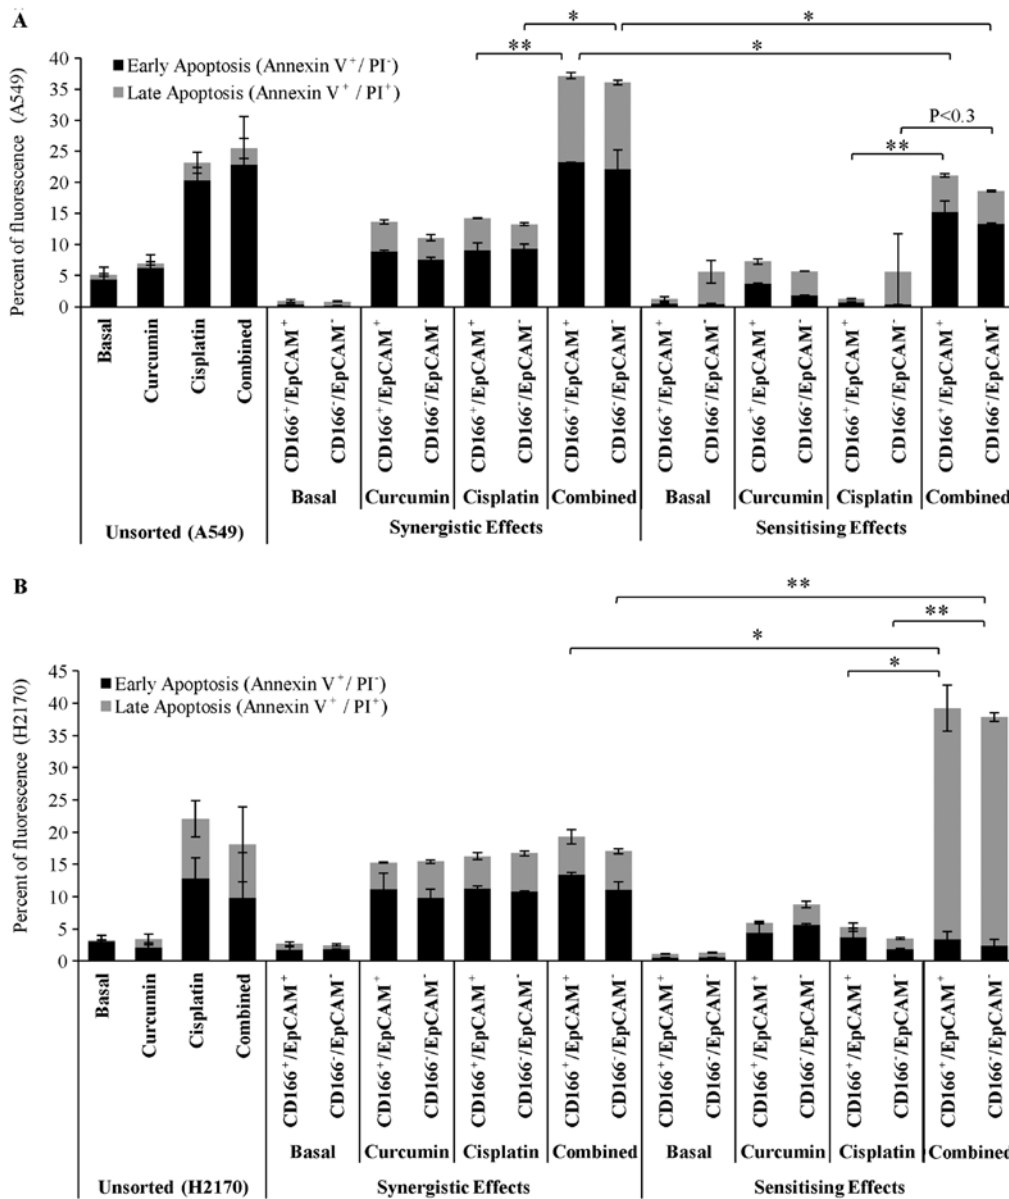 A
* *
** *
Early Apoptosis (Annexin V⁺/ PI⁻)
Late Apoptosis (Annexin V⁺ / PI⁺)
P<0.3
**
Percent of fluorescence (A549)
40
35
30
25
20
15
10
5
0
Basal
Curcumin
Cisplatin
Combined
CD166⁺/EpCAM⁺
CD166⁻/EpCAM⁻
CD166⁺/EpCAM⁺
CD166⁻/EpCAM⁻
CD166⁺/EpCAM⁺
CD166⁻/EpCAM⁻
CD166⁺/EpCAM⁺
CD166⁻/EpCAM⁻
CD166⁺/EpCAM⁺
CD166⁻/EpCAM⁻
CD166⁺/EpCAM⁺
CD166⁻/EpCAM⁻
CD166⁺/EpCAM⁺
CD166⁻/EpCAM⁻
CD166⁺/EpCAM⁺
CD166⁻/EpCAM⁻
Basal Curcumin Cisplatin Combined Basal Curcumin Cisplatin Combined
Unsorted (A549) Synergistic Effects Sensitising Effects
B
**
**
*
*
Early Apoptosis (Annexin V⁺/ PI⁻)
Late Apoptosis (Annexin V⁺ / PI⁺)
Percent of fluorescence (H2170)
45
40
35
30
25
20
15
10
5
0
Basal
Curcumin
Cisplatin
Combined
CD166⁺/EpCAM⁺
CD166⁻/EpCAM⁻
CD166⁺/EpCAM⁺
CD166⁻/EpCAM⁻
CD166⁺/EpCAM⁺
CD166⁻/EpCAM⁻
CD166⁺/EpCAM⁺
CD166⁻/EpCAM⁻
CD166⁺/EpCAM⁺
CD166⁻/EpCAM⁻
CD166⁺/EpCAM⁺
CD166⁻/EpCAM⁻
CD166⁺/EpCAM⁺
CD166⁻/EpCAM⁻
CD166⁺/EpCAM⁺
CD166⁻/EpCAM⁻
Basal Curcumin Cisplatin Combined Basal Curcumin Cisplatin Combined
Unsorted (H2170) Synergistic Effects Sensitising Effects